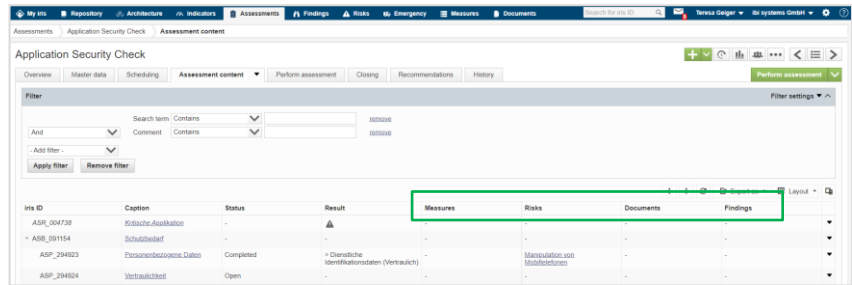 My iris Repository Architecture Indicators Assessments Findings Risks Emergency Measures Documents Search for iris ID Teresa Geiger ibi systems GmbH
Assessments Application Security Check Assessment content
Application Security Check
Overview Master data Scheduling Assessment content Perform assessment Closing Recommendations History Perform assessment
Filter Filter settings
Search term Contains remove
And Comment Contains remove
- Add filter -
Apply filter Remove filter
Layout
iris ID Caption Status Result Measures Risks Documents Findings
ASR_004738 Kritische Applikation - - - - -
ASB_091154 Schutzbedarf - - - - - -
ASP_294923 Personenbezogene Daten Completed > Dienstliche - Manipulation von - -
Identifikationsdaten (Vertraulich) Mobiltelefonen
ASP_294924 Vertraulichkeit Open - - - - -